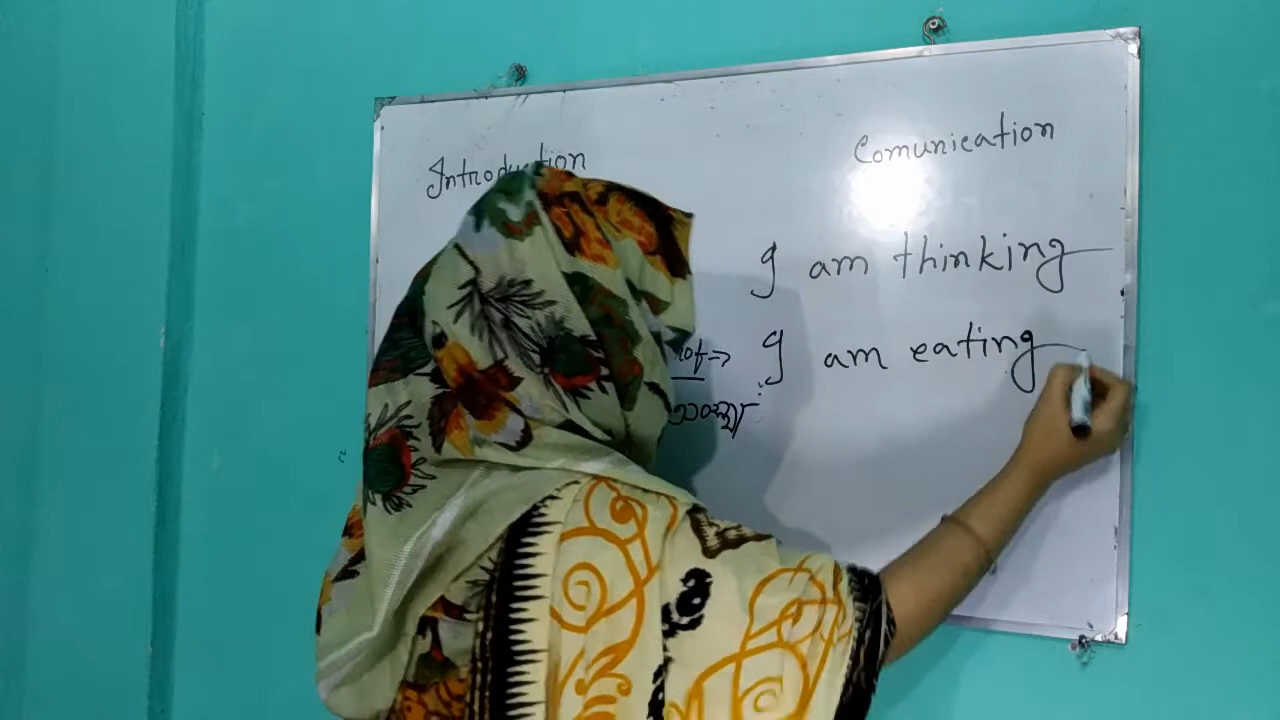 Introduction
Comunication
I am thinking
=> I am eating